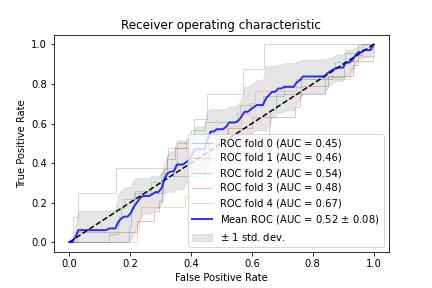 Receiver operating characteristic
True Positive Rate
1.0
0.8
0.6
0.4
0.2
0.0
ROC fold 0 (AUC = 0.45)
ROC fold 1 (AUC = 0.46)
ROC fold 2 (AUC = 0.54)
ROC fold 3 (AUC = 0.48)
ROC fold 4 (AUC = 0.67)
Mean ROC (AUC = 0.52 ± 0.08)
± 1 std. dev.
0.0 0.2 0.4 0.6 0.8 1.0
False Positive Rate